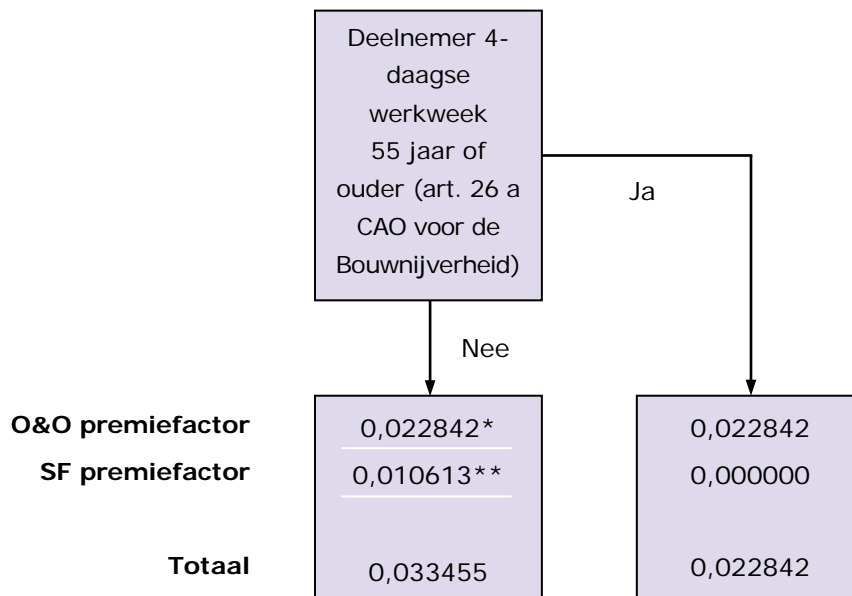 Deelnemer 4-
daagse
werkweek
55 jaar of
ouder (art. 26 a
CAO voor de
Bouwnijverheid)
Ja
Nee
O&O premiefactor 0,022842* 0,022842
SF premiefactor 0,010613** 0,000000
Totaal 0,033455 0,022842